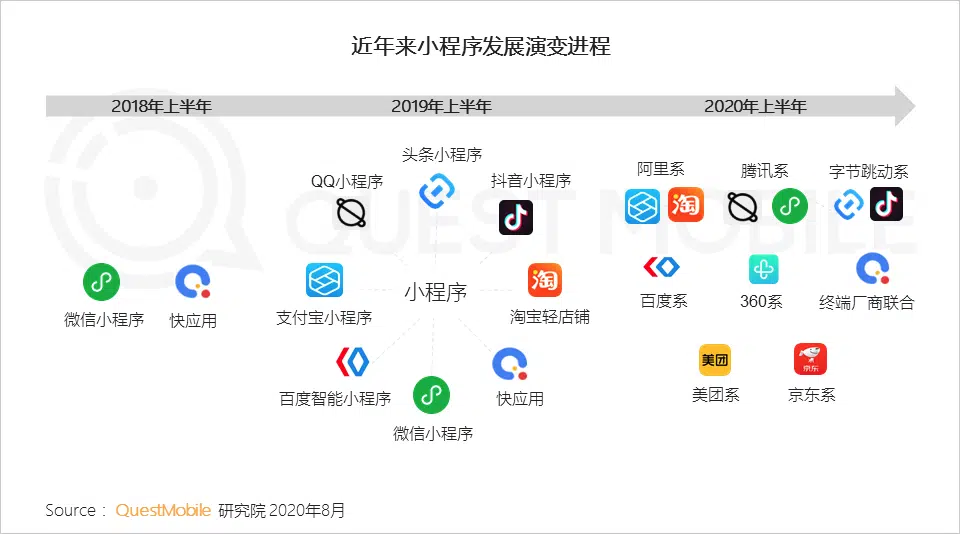 近年来小程序发展演变进程
2018年上半年
2019年上半年
2020年上半年
微信小程序
快应用
头条小程序
QQ小程序
抖音小程序
小程序
支付宝小程序
淘
淘宝轻店铺
百度智能小程序
微信小程序
快应用
阿里系
淘
腾讯系
字节跳动系
百度系
360系
终端厂商联合
美团
美团系
京东
京东系
QUEST MOBILE
Source： QuestMobile 研究院 2020年8月